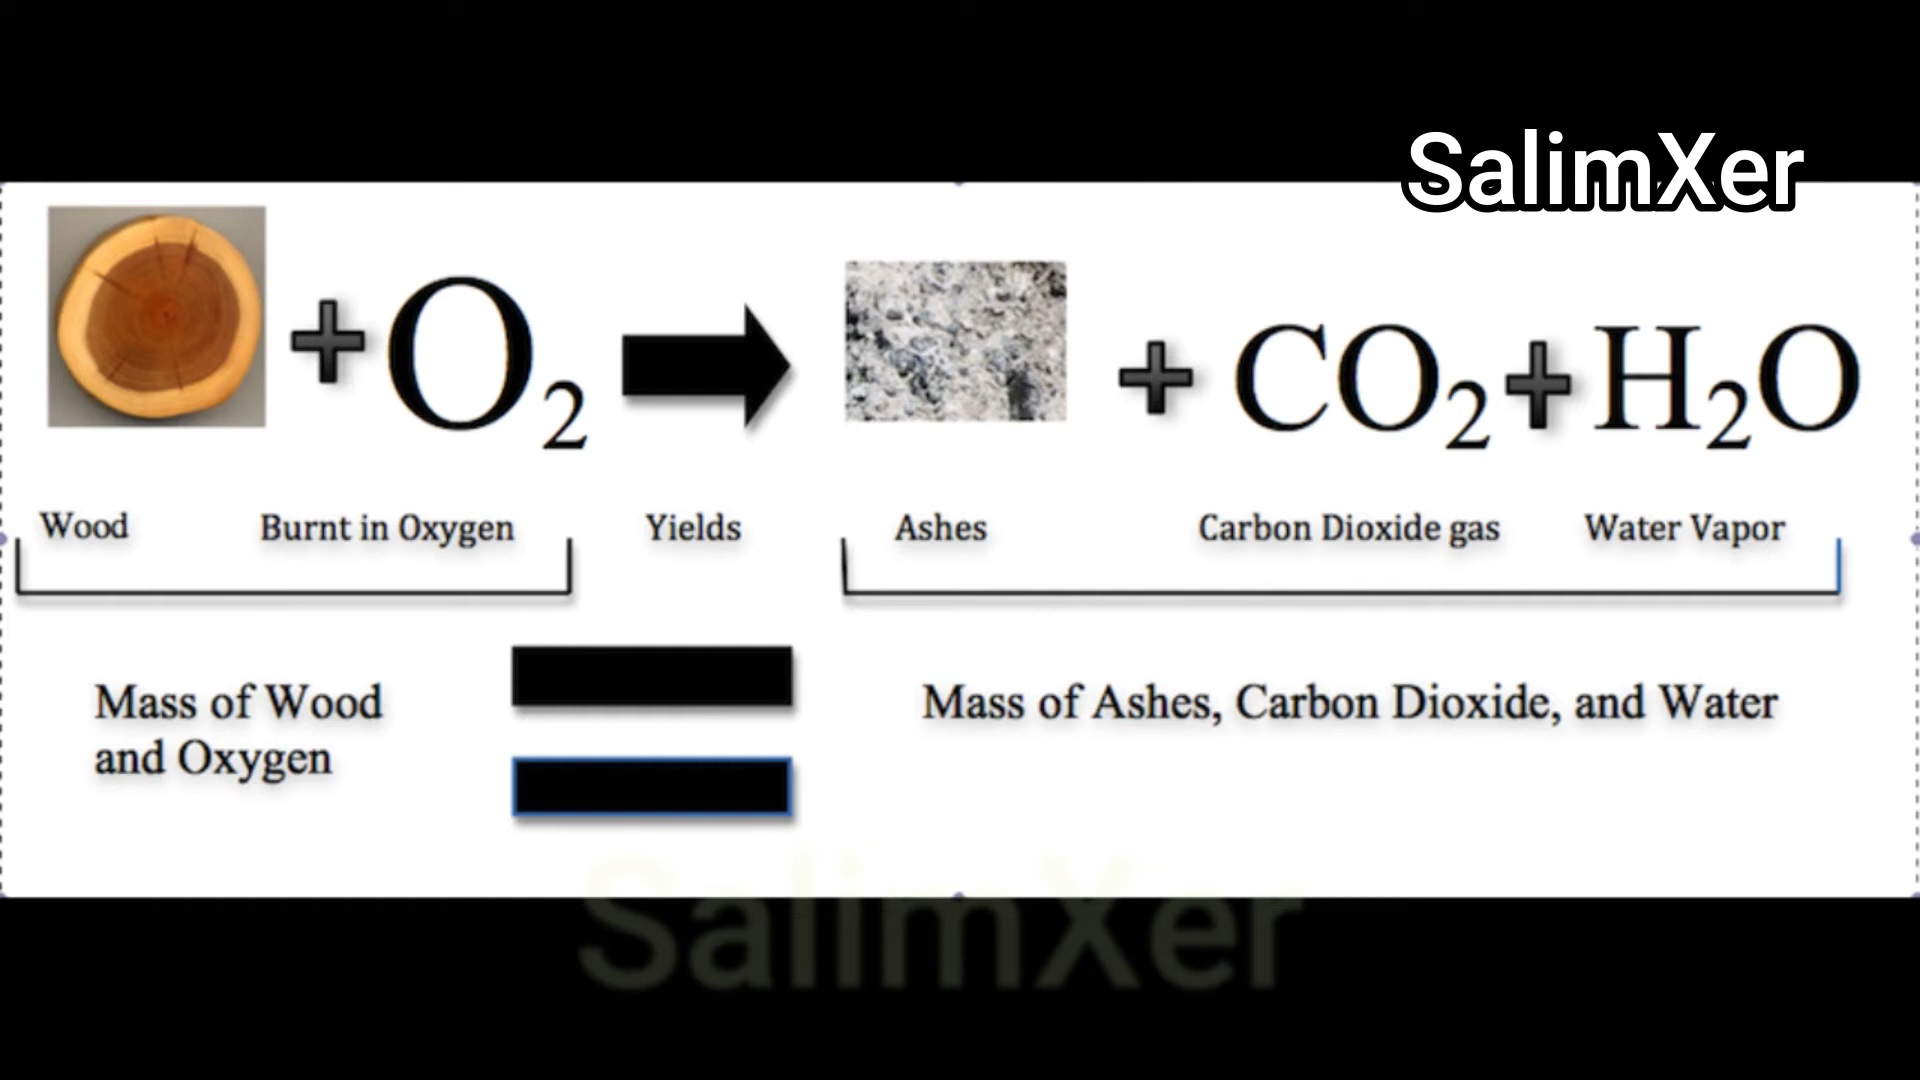 SalimXer
+ O₂ + CO₂ + H₂O
Wood Burnt in Oxygen Yields Ashes Carbon Dioxide gas Water Vapor
Mass of Wood
and Oxygen
Mass of Ashes, Carbon Dioxide, and Water
SalimXer